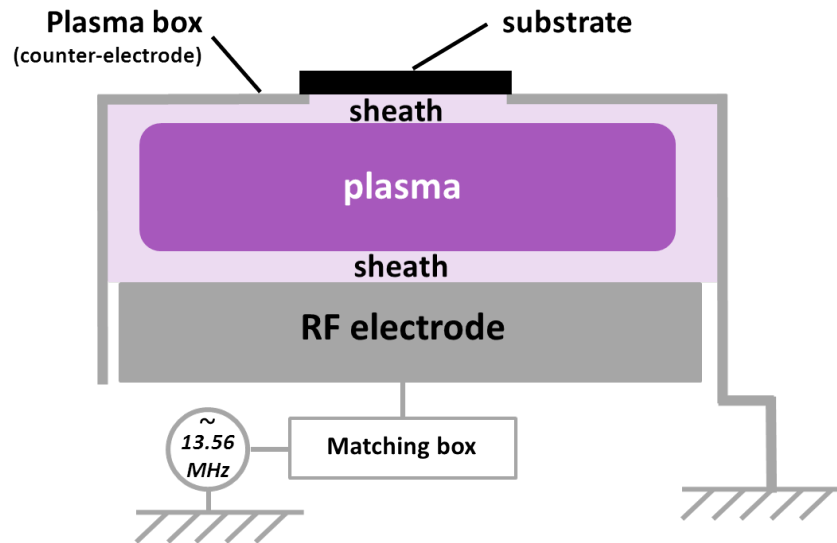 Plasma box
(counter-electrode)
substrate
sheath
plasma
sheath
RF electrode
~
13.56
MHz
Matching box